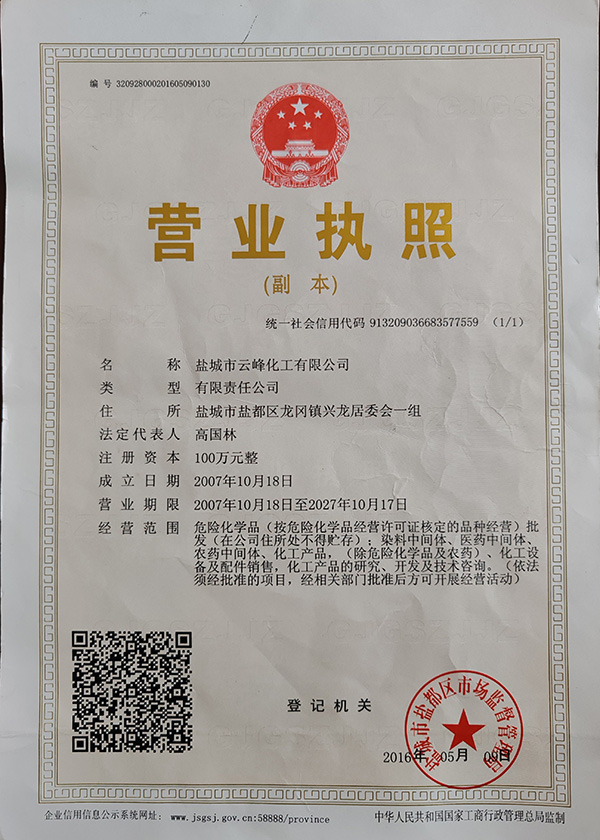 编 号 320928000201605090130
营业执照
(副 本)
统一社会信用代码 913209036683577559 （1/1）
名 称 盐城市云峰化工有限公司
类 型 有限责任公司
住 所 盐城市盐都区龙冈镇兴龙居委会一组
法定代表人 高国林
注 册 资 本 100万元整
成 立 日 期 2007年10月18日
营 业 期 限 2007年10月18日至2027年10月17日
经 营 范 围 危险化学品（按危险化学品经营许可证核定的品种经营）批
发（在公司住所处不得贮存）；染料中间体、医药中间体、
农药中间体、化工产品，（除危险化学品及农药）、化工设
备及配件销售，化工产品的研究、开发及技术咨询。（依法
须经批准的项目，经相关部门批准后方可开展经营活动）
登 记 机 关
盐城市盐都区市场监督管理局
2016年 05月 09日
企业信用信息公示系统网址： www.jsgsj.gov.cn:58888/province
中华人民共和国国家工商行政管理总局监制